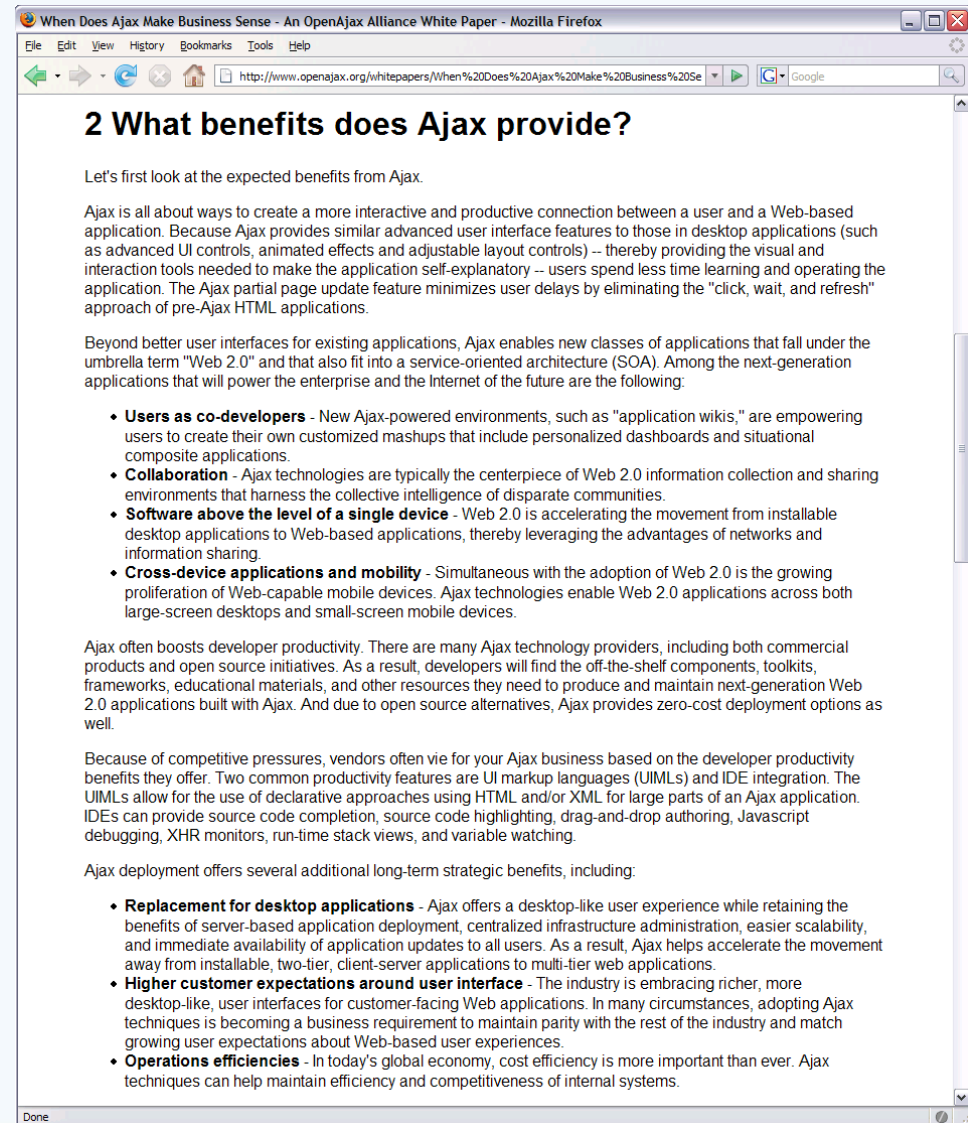 When Does Ajax Make Business Sense - An OpenAjax Alliance White Paper - Mozilla Firefox
File Edit View History Bookmarks Tools Help
http://www.openajax.org/whitepapers/When%20Does%20Ajax%20Make%20Business%20Se G Google
2 What benefits does Ajax provide?
Let's first look at the expected benefits from Ajax.
Ajax is all about ways to create a more interactive and productive connection between a user and a Web-based
application. Because Ajax provides similar advanced user interface features to those in desktop applications (such
as advanced UI controls, animated effects and adjustable layout controls) -- thereby providing the visual and
interaction tools needed to make the application self-explanatory -- users spend less time learning and operating the
application. The Ajax partial page update feature minimizes user delays by eliminating the "click, wait, and refresh"
approach of pre-Ajax HTML applications.
Beyond better user interfaces for existing applications, Ajax enables new classes of applications that fall under the
umbrella term "Web 2.0" and that also fit into a service-oriented architecture (SOA). Among the next-generation
applications that will power the enterprise and the Internet of the future are the following:
• Users as co-developers - New Ajax-powered environments, such as "application wikis," are empowering
users to create their own customized mashups that include personalized dashboards and situational
composite applications.
• Collaboration - Ajax technologies are typically the centerpiece of Web 2.0 information collection and sharing
environments that harness the collective intelligence of disparate communities.
• Software above the level of a single device - Web 2.0 is accelerating the movement from installable
desktop applications to Web-based applications, thereby leveraging the advantages of networks and
information sharing.
• Cross-device applications and mobility - Simultaneous with the adoption of Web 2.0 is the growing
proliferation of Web-capable mobile devices. Ajax technologies enable Web 2.0 applications across both
large-screen desktops and small-screen mobile devices.
Ajax often boosts developer productivity. There are many Ajax technology providers, including both commercial
products and open source initiatives. As a result, developers will find the off-the-shelf components, toolkits,
frameworks, educational materials, and other resources they need to produce and maintain next-generation Web
2.0 applications built with Ajax. And due to open source alternatives, Ajax provides zero-cost deployment options as
well.
Because of competitive pressures, vendors often vie for your Ajax business based on the developer productivity
benefits they offer. Two common productivity features are UI markup languages (UIMLs) and IDE integration. The
UIMLs allow for the use of declarative approaches using HTML and/or XML for large parts of an Ajax application.
IDEs can provide source code completion, source code highlighting, drag-and-drop authoring, Javascript
debugging, XHR monitors, run-time stack views, and variable watching.
Ajax deployment offers several additional long-term strategic benefits, including:
• Replacement for desktop applications - Ajax offers a desktop-like user experience while retaining the
benefits of server-based application deployment, centralized infrastructure administration, easier scalability,
and immediate availability of application updates to all users. As a result, Ajax helps accelerate the movement
away from installable, two-tier, client-server applications to multi-tier web applications.
• Higher customer expectations around user interface - The industry is embracing richer, more
desktop-like, user interfaces for customer-facing Web applications. In many circumstances, adopting Ajax
techniques is becoming a business requirement to maintain parity with the rest of the industry and match
growing user expectations about Web-based user experiences.
• Operations efficiencies - In today's global economy, cost efficiency is more important than ever. Ajax
techniques can help maintain efficiency and competitiveness of internal systems.
Done